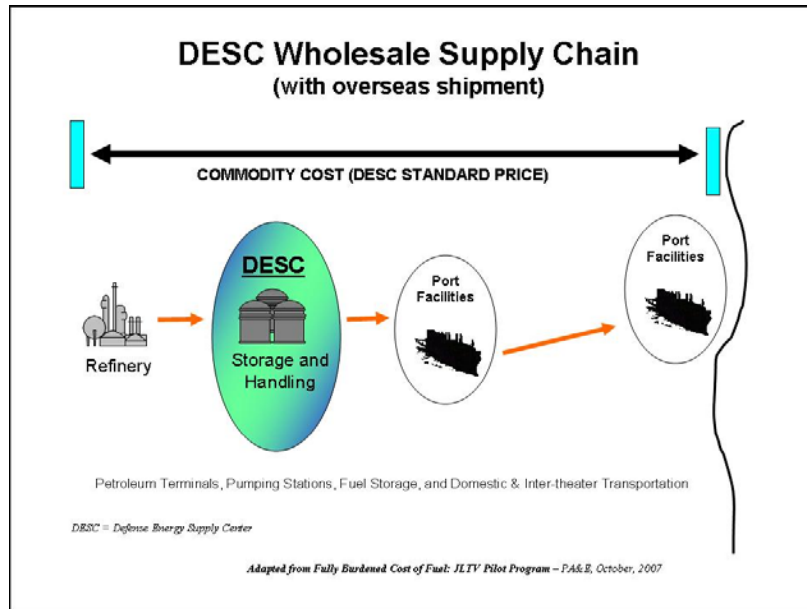 DESC Wholesale Supply Chain
(with overseas shipment)
COMMODITY COST (DESC STANDARD PRICE)
Port
Facilities
DESC
Port
Facilities
Refinery
Storage and
Handling
Petroleum Terminals, Pumping Stations, Fuel Storage, and Domestic & Inter-theater Transportation
DESC = Defense Energy Supply Center
Adapted from Fully Burdened Cost of Fuel: JLTV Pilot Program – PA&E, October, 2007